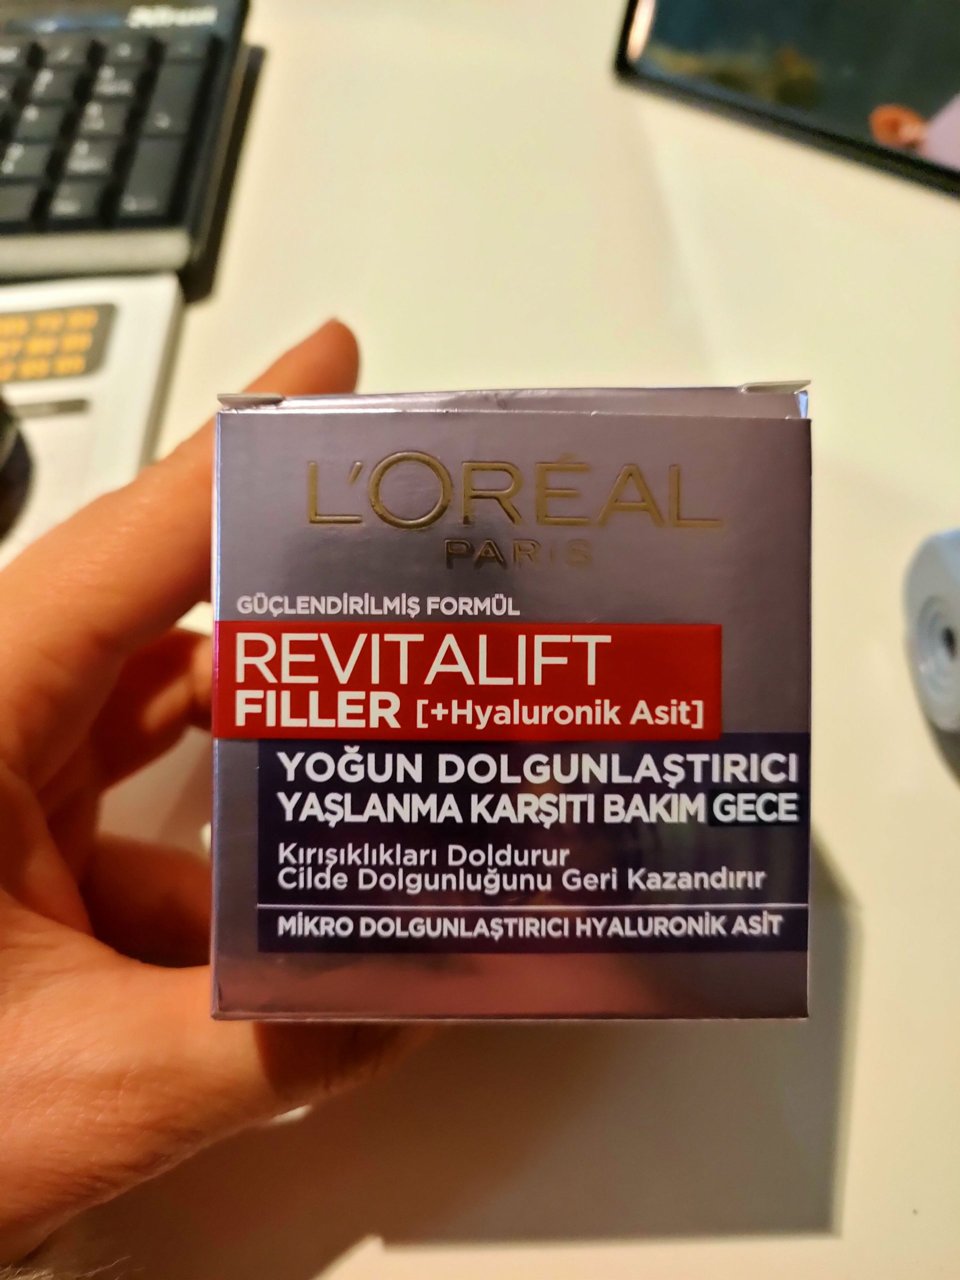 L'ORÉAL
PARIS
GÜÇLENDİRİLMİŞ FORMÜL
REVITALIFT
FILLER [+Hyaluronik Asit]
YOĞUN DOLGUNLAŞTIRICI
YAŞLANMA KARŞITI BAKIM GECE
Kırışıklıkları Doldurur
Cilde Dolgunluğunu Geri Kazandırır
MİKRO DOLGUNLAŞTIRICI HYALURONİK ASİT